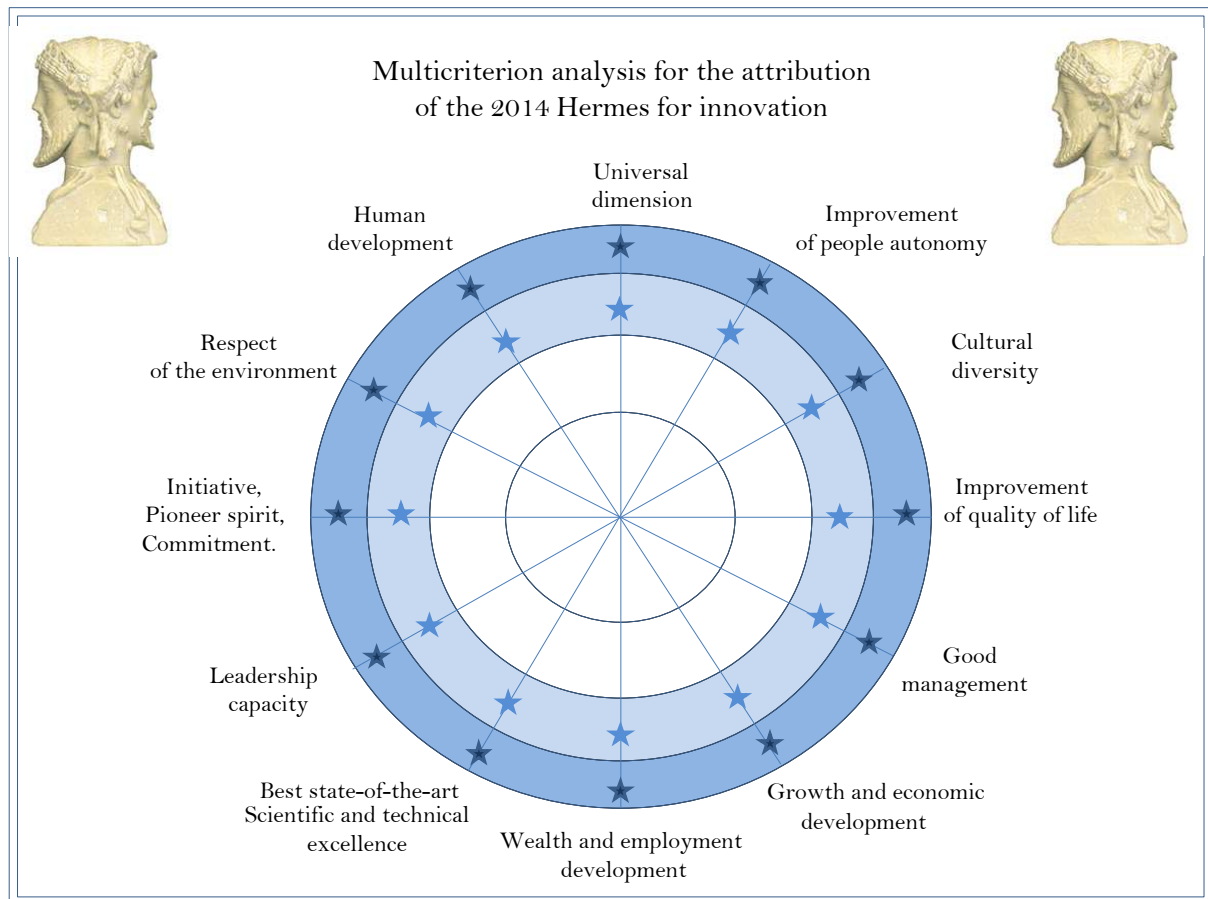 Multicriterion analysis for the attribution
of the 2014 Hermes for innovation
Universal
dimension
Improvement
of people autonomy
Cultural
diversity
Improvement
of quality of life
Good
management
Growth and economic
development
Wealth and employment
development
Best state-of-the-art
Scientific and technical
excellence
Leadership
capacity
Initiative,
Pioneer spirit,
Commitment.
Respect
of the environment
Human
development